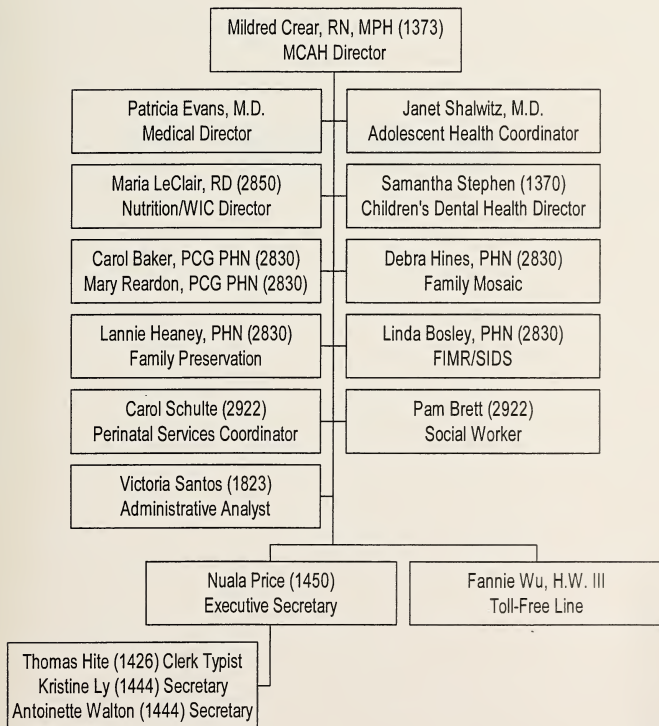 Mildred Crear, RN, MPH (1373)
MCAH Director
Patricia Evans, M.D.
Medical Director
Janet Shalwitz, M.D.
Adolescent Health Coordinator
Maria LeClair, RD (2850)
Nutrition/WIC Director
Samantha Stephen (1370)
Children's Dental Health Director
Carol Baker, PCG PHN (2830)
Mary Reardon, PCG PHN (2830)
Debra Hines, PHN (2830)
Family Mosaic
Lannie Heaney, PHN (2830)
Family Preservation
Linda Bosley, PHN (2830)
FIMR/SIDS
Carol Schulte (2922)
Perinatal Services Coordinator
Pam Brett (2922)
Social Worker
Victoria Santos (1823)
Administrative Analyst
Nuala Price (1450)
Executive Secretary
Fannie Wu, H.W. III
Toll-Free Line
Thomas Hite (1426) Clerk Typist
Kristine Ly (1444) Secretary
Antoinette Walton (1444) Secretary